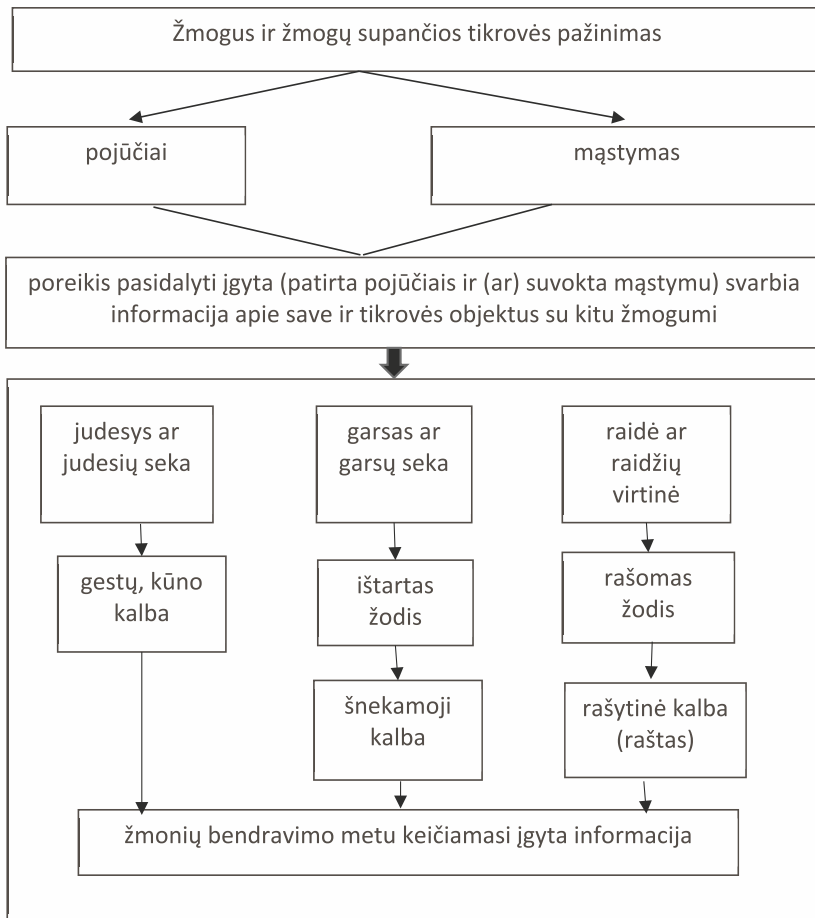 Žmogus ir žmogų supančios tikrovės pažinimas
pojūčiai
mąstymas
poreikis pasidalyti įgyta (patirta pojūčiais ir (ar) suvokta mąstymu) svarbia
informacija apie save ir tikrovės objektus su kitu žmogumi
judesys ar
judesių seka
garsas ar
garsų seka
raidė ar
raidžių
virtinė
gestų, kūno
kalba
ištartas
žodis
rašomas
žodis
šnekamoji
kalba
rašytinė kalba
(raštas)
žmonių bendravimo metu keičiamasi įgyta informacija